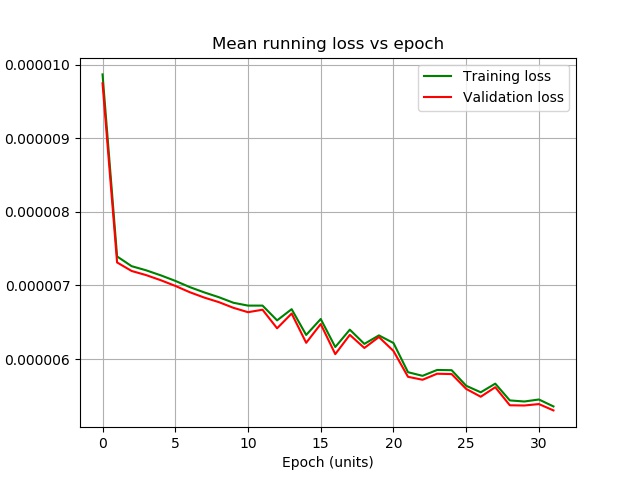 Mean running loss vs epoch
0.000010
0.000009
0.000008
0.000007
0.000006
Training loss
Validation loss
0 5 10 15 20 25 30
Epoch (units)